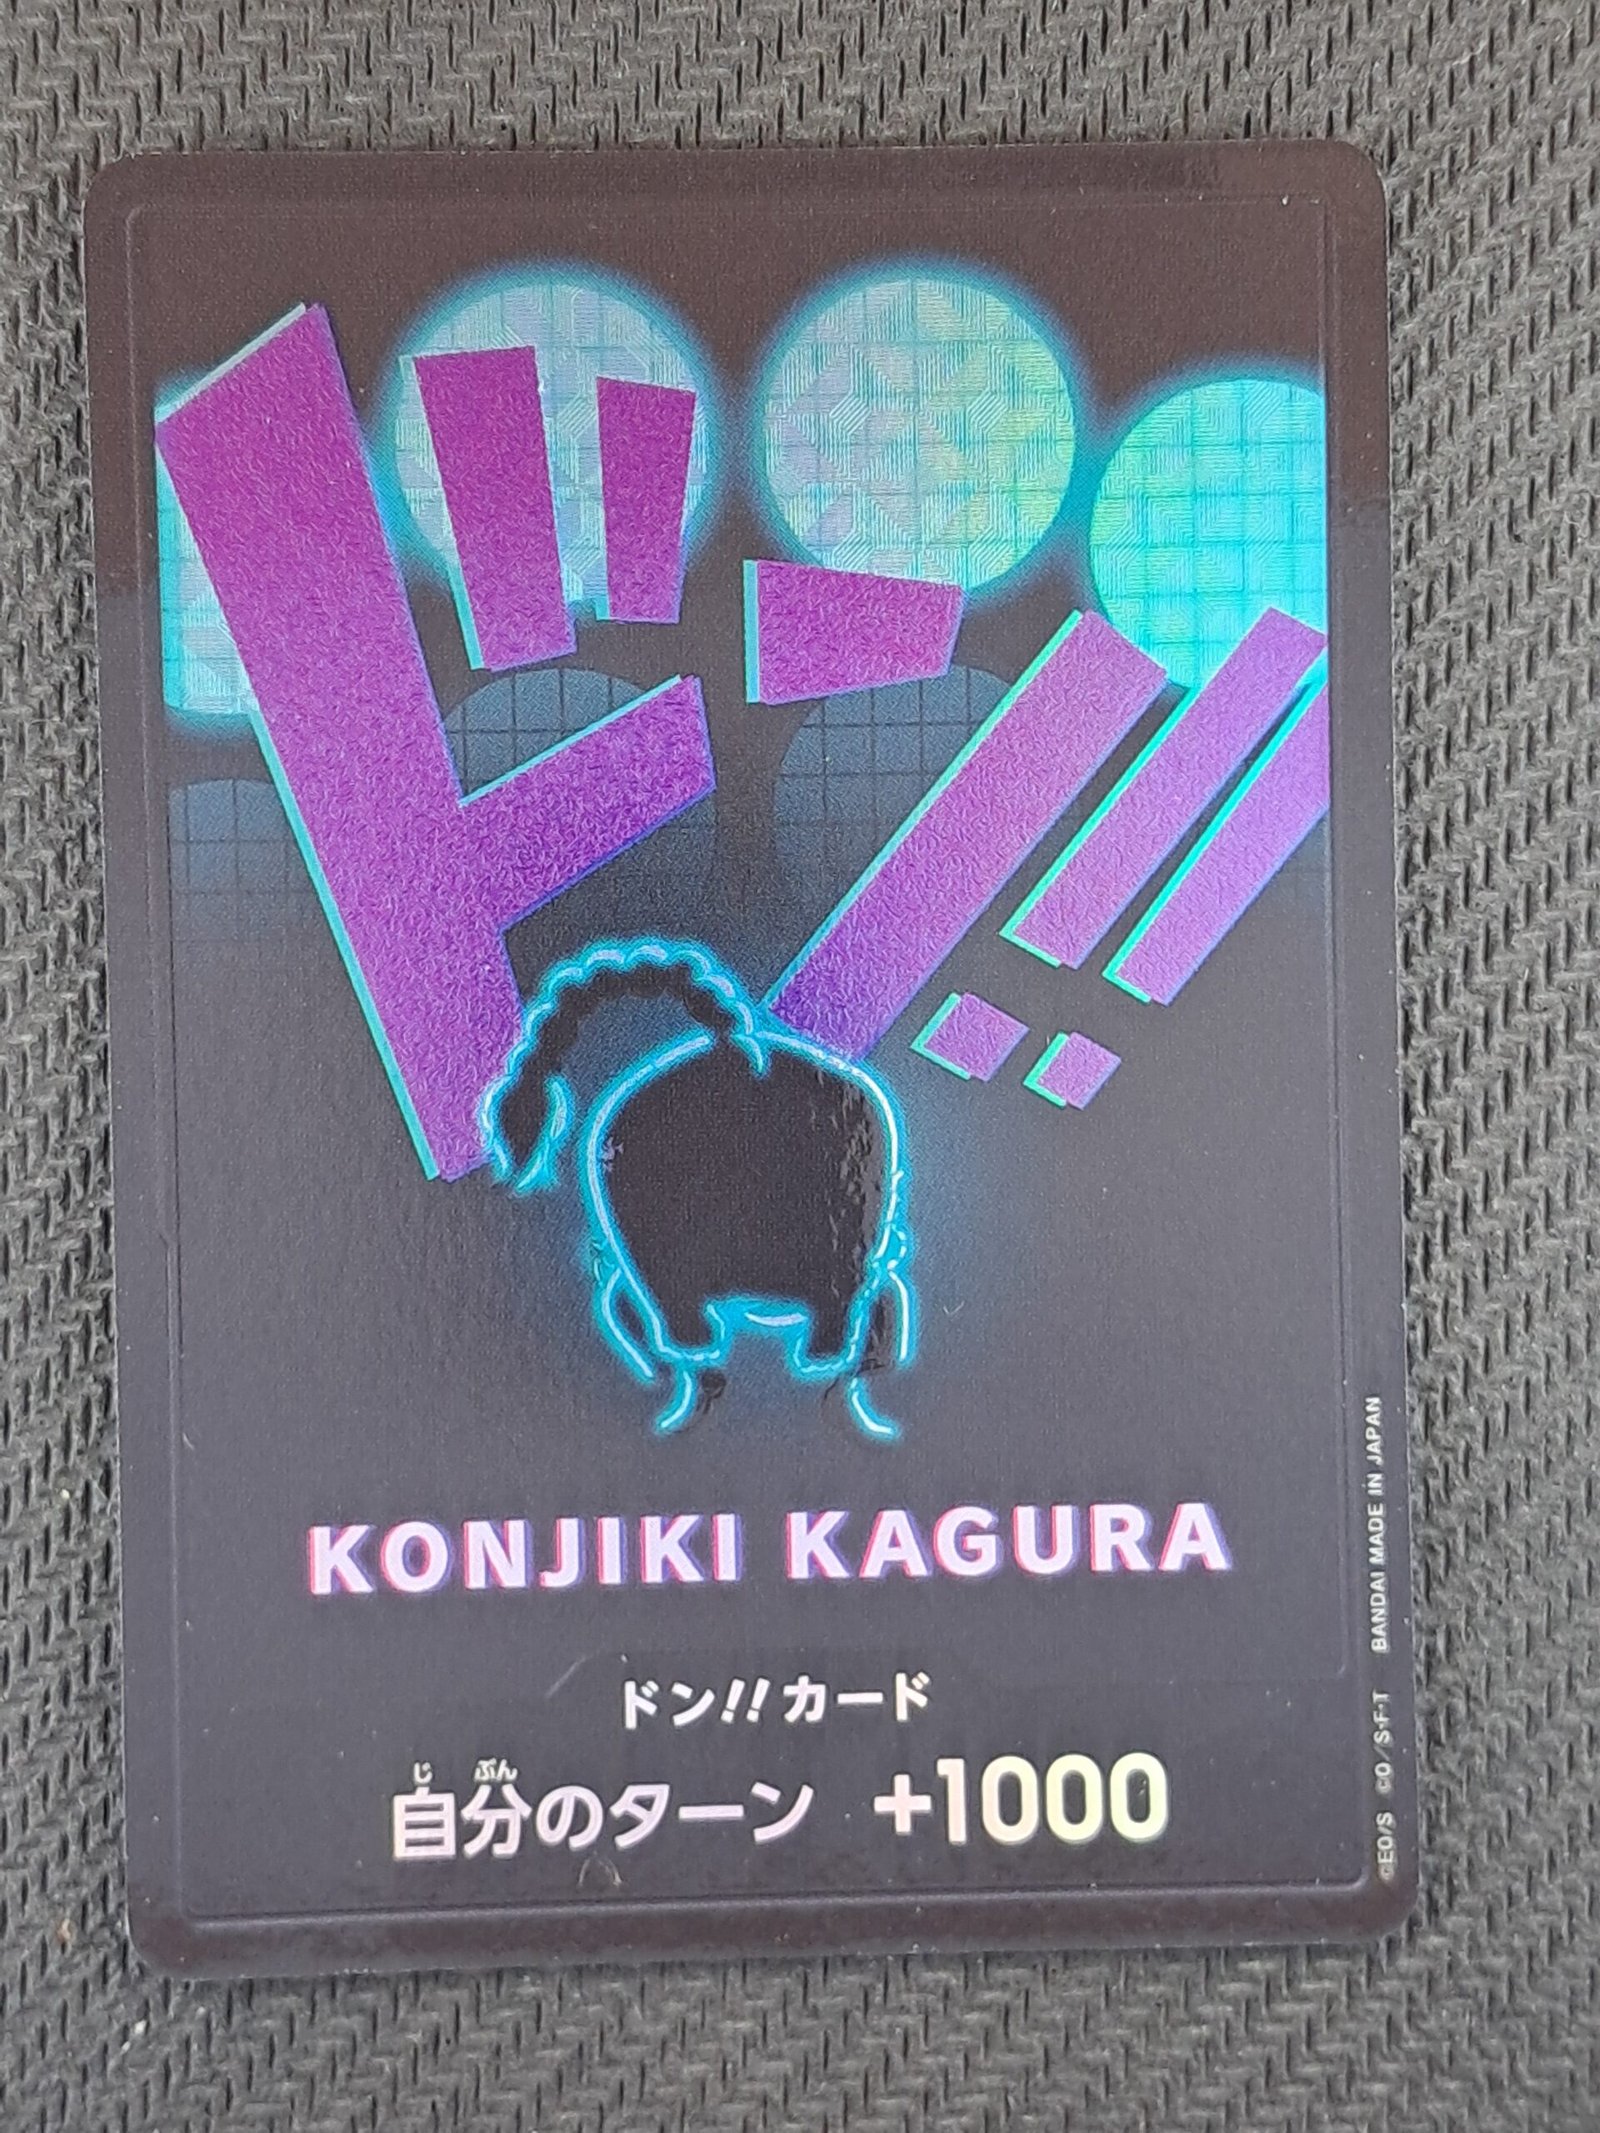 ドン!!
KONJIKI KAGURA
ドン!!カード
自分のターン +1000
じ ぶん
©EO/S ©O/S・F・T BANDAI MADE IN JAPAN